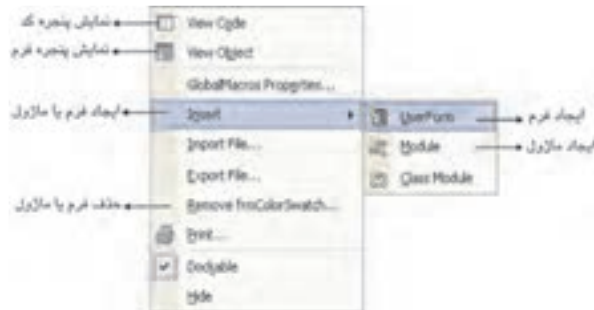 نمایش پنجره کد
View Code
نمایش پنجره فرم
View Object
GlobalMacros Properties...
ایجاد فرم یا ماژول
Insert
UserForm
ایجاد فرم
Import File...
Module
ایجاد ماژول
Export File...
Class Module
حذف فرم یا ماژول
Remove frmColorSwatch...
Print...
Dockable
Hide